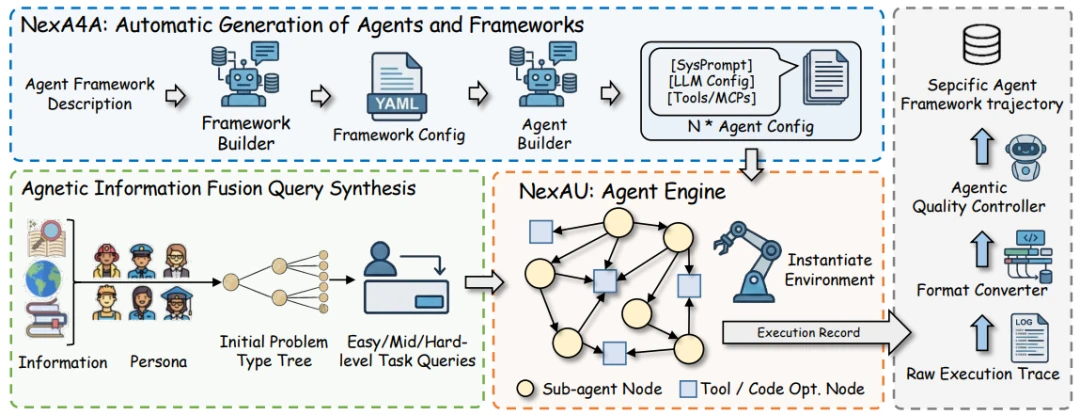 NexA4A: Automatic Generation of Agents and Frameworks
Agent Framework
Description
Framework
Builder
YAML
Framework Config
Agent
Builder
[SysPrompt]
[LLM Config]
[Tools/MCPs]
N* Agent Config
Agnetic Information Fusion Query Synthesis
Information
Persona
Initial Problem
Type Tree
Easy/Mid/Hard-
level Task Queries
NexAU: Agent Engine
Instantiate
Environment
Execution Record
Sub-agent Node
Tool / Code Opt. Node
Sepcific Agent
Framework trajectory
Agentic
Quality Controller
</>
Format Converter
LOG
Raw Execution Trace